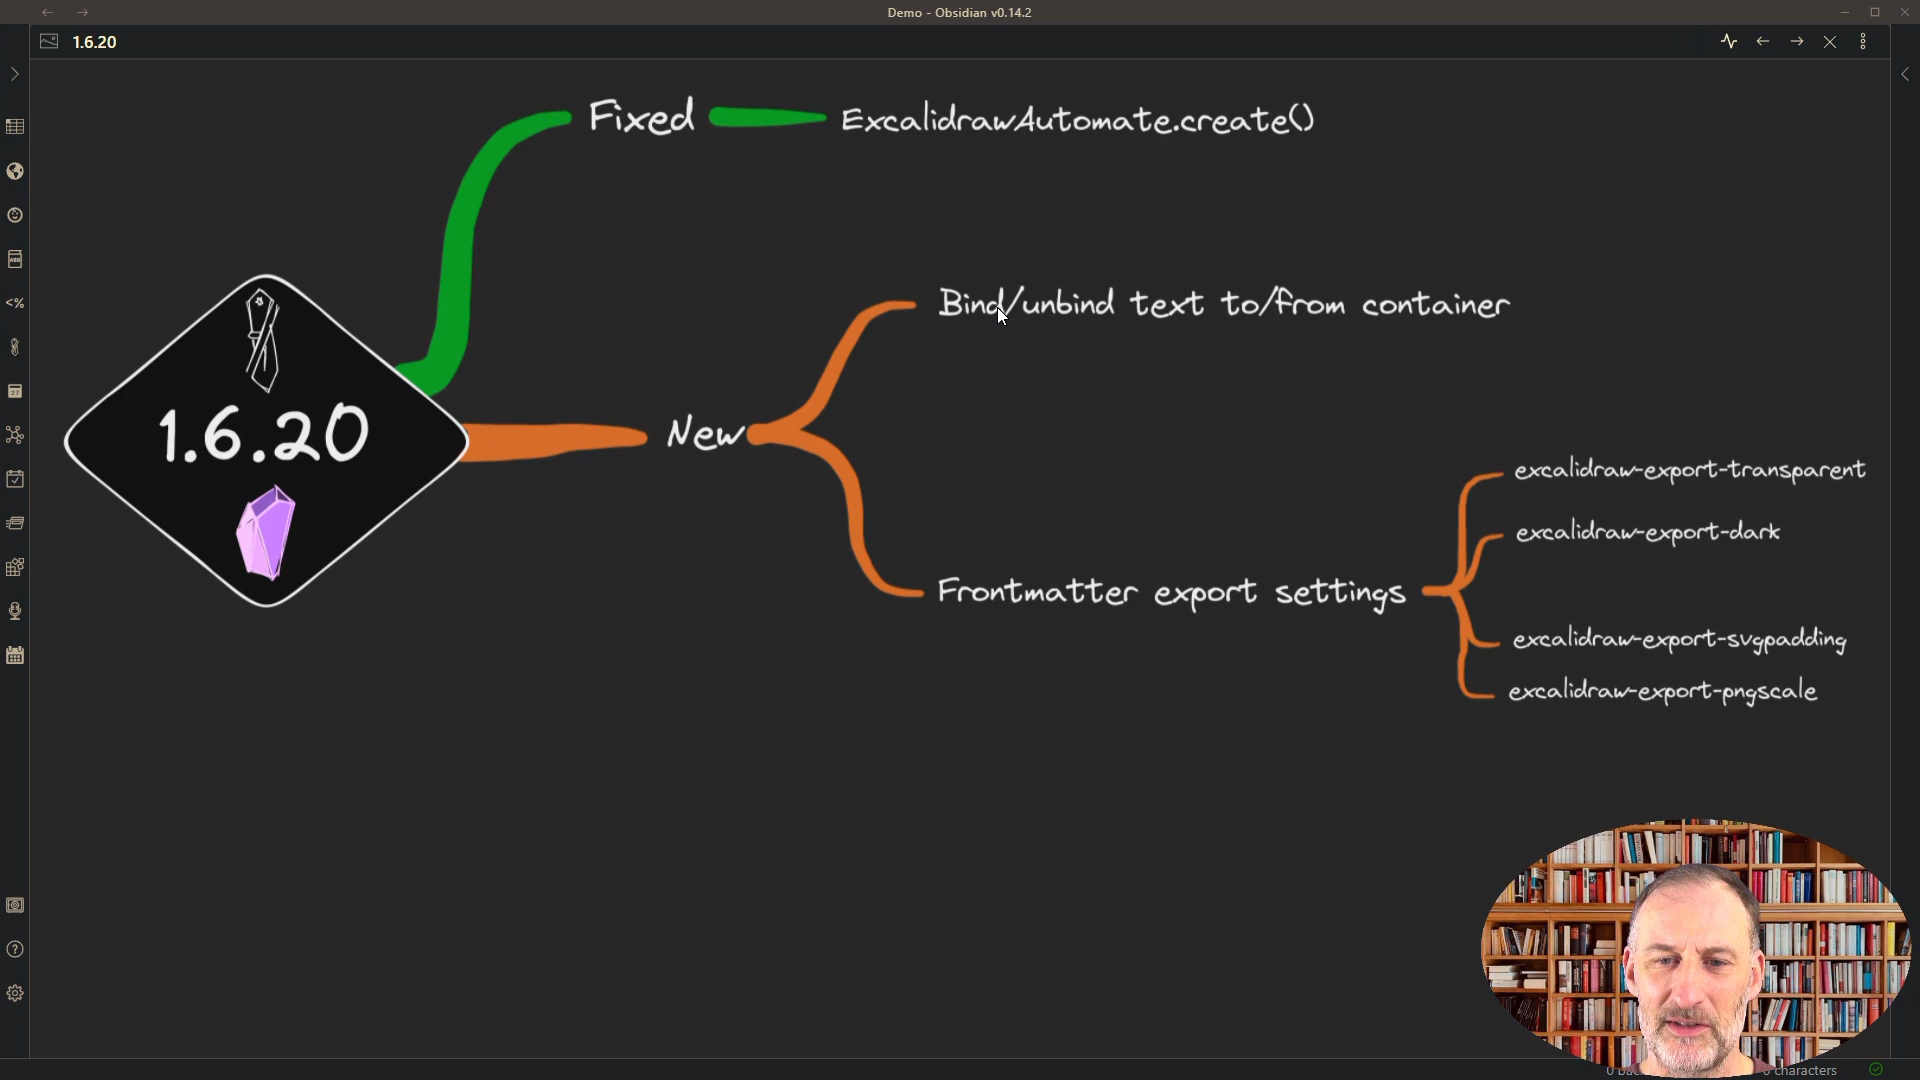 Demo - Obsidian v0.14.2
1.6.20
Fixed
ExcalidrawAutomate.create()
Bind/unbind text to/from container
1.6.20
New
excalidraw-export-transparent
excalidraw-export-dark
Frontmatter export settings
excalidraw-export-svgpadding
excalidraw-export-pngscale
characters